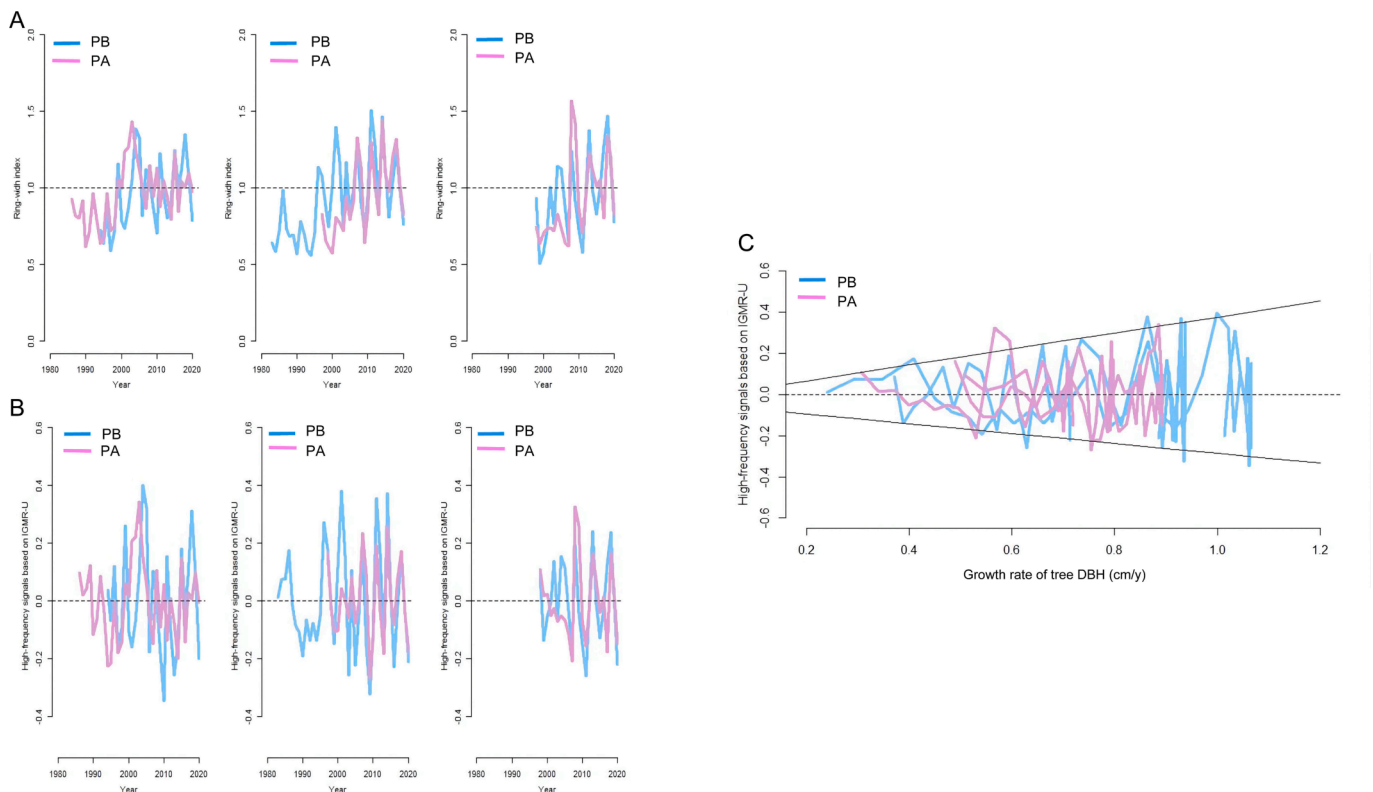 A
PB
PA
2.0
1.5
1.0
0.5
0.0
Ring-widh index
1980 1990 2000 2010 2020
Year
PB
PA
2.0
1.5
1.0
0.5
0.0
Ring-widh index
1980 1990 2000 2010 2020
Year
PB
PA
2.0
1.5
1.0
0.5
0.0
Ring-widh index
1980 1990 2000 2010 2020
Year
B
PB
PA
0.6
0.4
0.2
0.0
-0.2
-0.4
High-frequency signals based on IGMR-U
1980 1990 2000 2010 2020
Year
PB
PA
0.6
0.4
0.2
0.0
-0.2
-0.4
High-frequency signals based on IGMR-U
1980 1990 2000 2010 2020
Year
PB
PA
0.6
0.4
0.2
0.0
-0.2
-0.4
High-frequency signals based on IGMR-U
1980 1990 2000 2010 2020
Year
C
PB
PA
0.6
0.4
0.2
0.0
-0.2
-0.4
-0.6
High-frequency signals based on IGMR-U
0.2 0.4 0.6 0.8 1.0 1.2
Growth rate of tree DBH (cm/y)